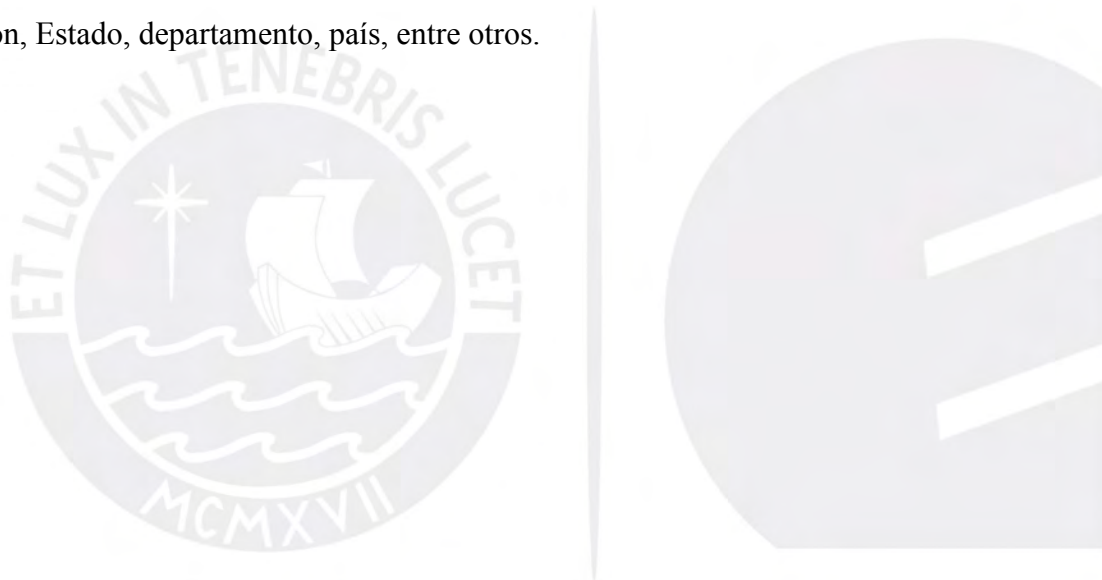 on, Estado, departamento, país, entre otros.
ET LUX IN TENEBRIS LUCET
MCMXVII